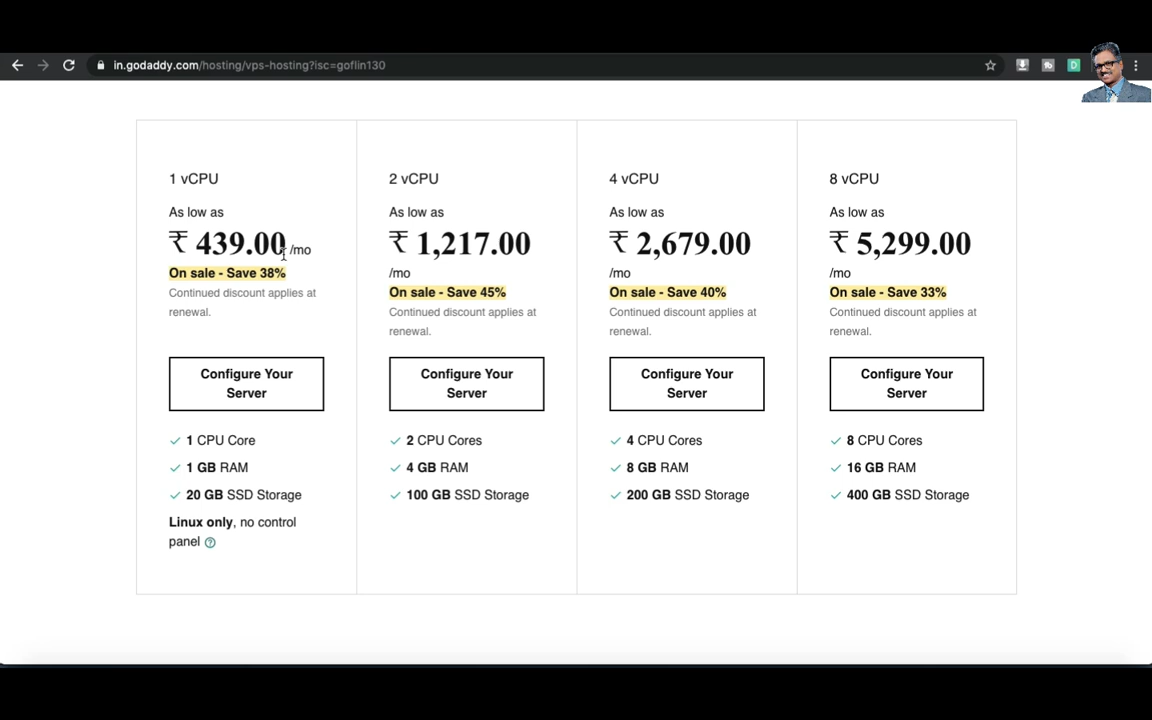 in.godaddy.com/hosting/vps-hosting?isc=goflin130
1 vCPU
As low as
₹ 439.00 /mo
On sale - Save 38%
Continued discount applies at
renewal.
Configure Your
Server
1 CPU Core
1 GB RAM
20 GB SSD Storage
Linux only, no control
panel
2 vCPU
As low as
₹ 1,217.00
/mo
On sale - Save 45%
Continued discount applies at
renewal.
Configure Your
Server
2 CPU Cores
4 GB RAM
100 GB SSD Storage
4 vCPU
As low as
₹ 2,679.00
/mo
On sale - Save 40%
Continued discount applies at
renewal.
Configure Your
Server
4 CPU Cores
8 GB RAM
200 GB SSD Storage
8 vCPU
As low as
₹ 5,299.00
/mo
On sale - Save 33%
Continued discount applies at
renewal.
Configure Your
Server
8 CPU Cores
16 GB RAM
400 GB SSD Storage